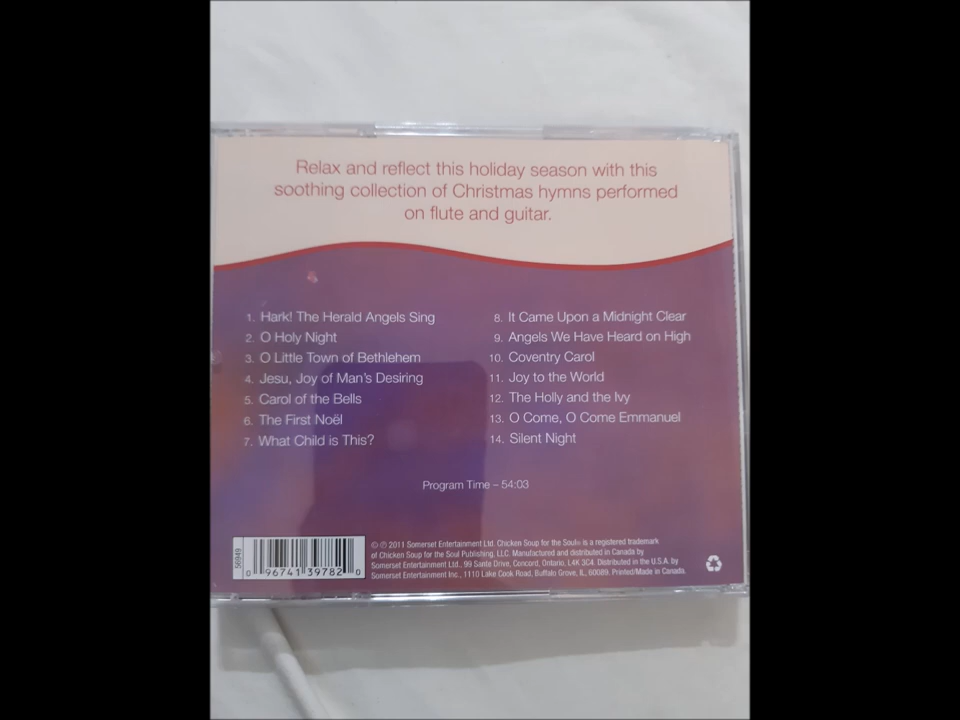 Relax and reflect this holiday season with this
soothing collection of Christmas hymns performed
on flute and guitar.
1. Hark! The Herald Angels Sing
2. O Holy Night
3. O Little Town of Bethlehem
4. Jesu, Joy of Man's Desiring
5. Carol of the Bells
6. The First Noël
7. What Child is This?
8. It Came Upon a Midnight Clear
9. Angels We Have Heard on High
10. Coventry Carol
11. Joy to the World
12. The Holly and the Ivy
13. O Come, O Come Emmanuel
14. Silent Night
Program Time – 54:03
56949
0 96741 39782 0
© ℗ 2011 Somerset Entertainment Ltd. Chicken Soup for the Soul® is a registered trademark
of Chicken Soup for the Soul Publishing, LLC. Manufactured and distributed in Canada by
Somerset Entertainment Ltd., 99 Sante Drive, Concord, Ontario, L4K 3C4. Distributed in the U.S.A. by
Somerset Entertainment Inc., 1110 Lake Cook Road, Buffalo Grove, IL, 60089. Printed/Made in Canada.